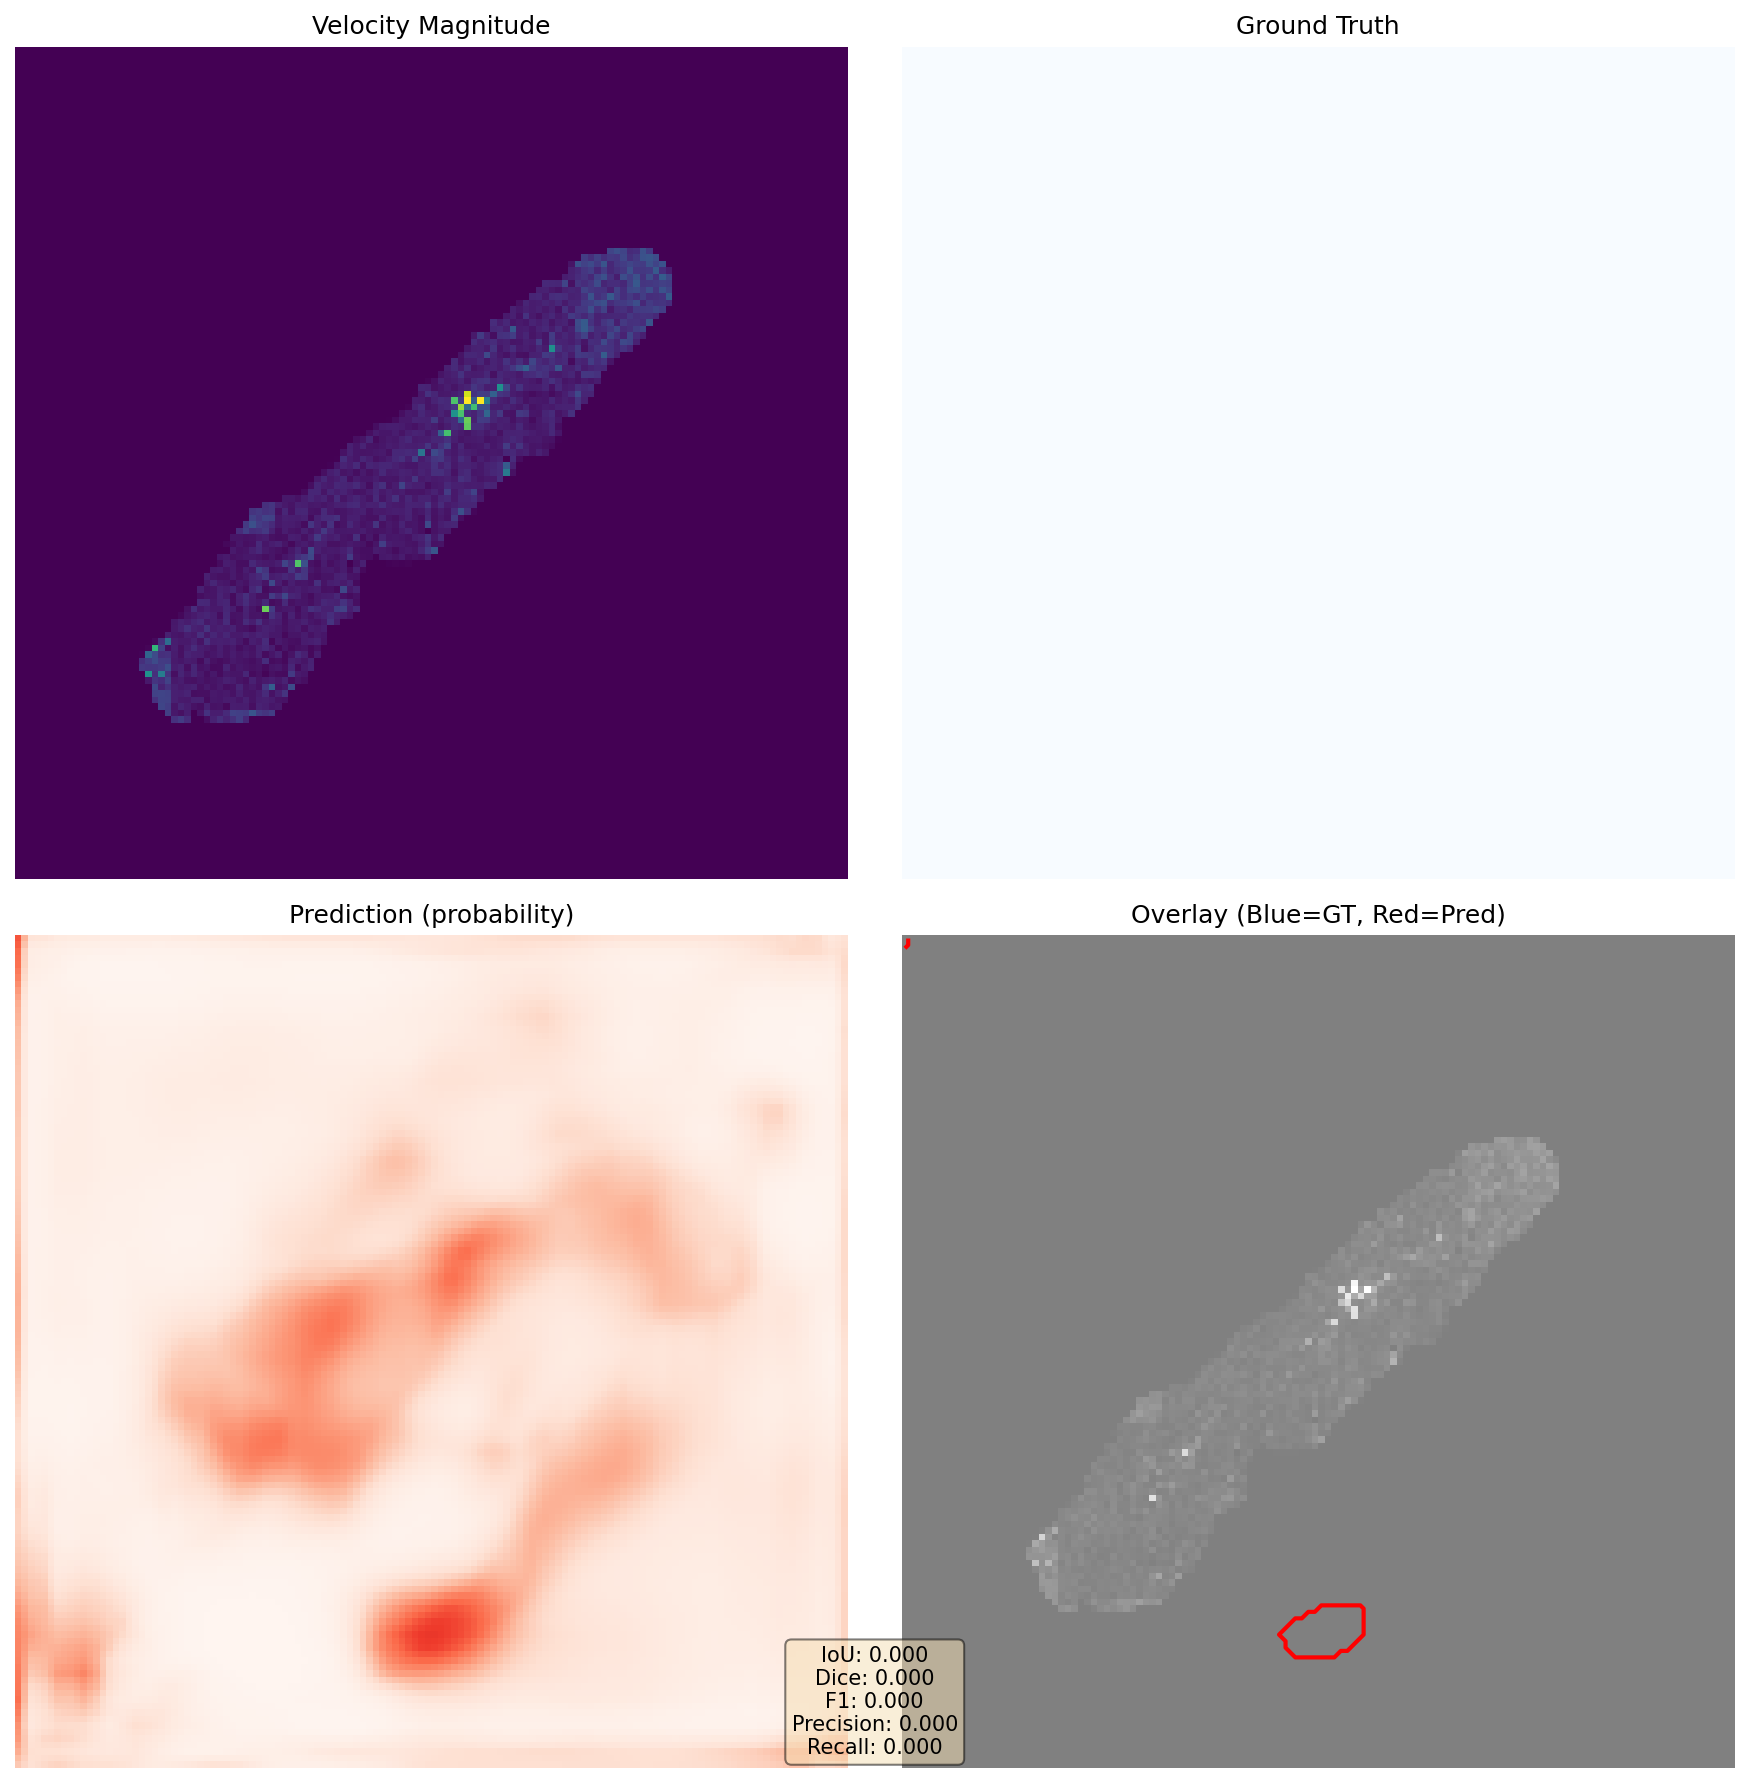 Velocity Magnitude
Ground Truth
Prediction (probability)
Overlay (Blue=GT, Red=Pred)
IoU: 0.000
Dice: 0.000
F1: 0.000
Precision: 0.000
Recall: 0.000